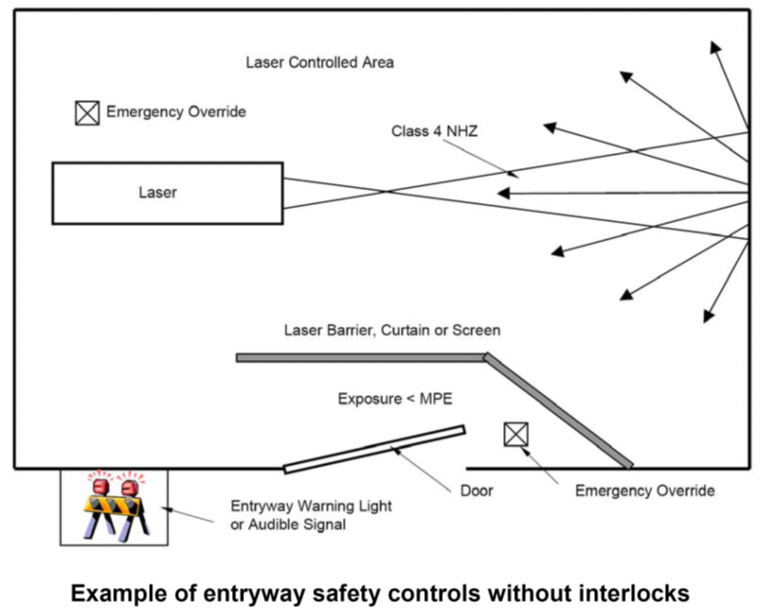 Laser Controlled Area
Emergency Override
Class 4 NHZ
Laser
Laser Barrier, Curtain or Screen
Exposure < MPE
Door
Emergency Override
Entryway Warning Light
or Audible Signal
Example of entryway safety controls without interlocks